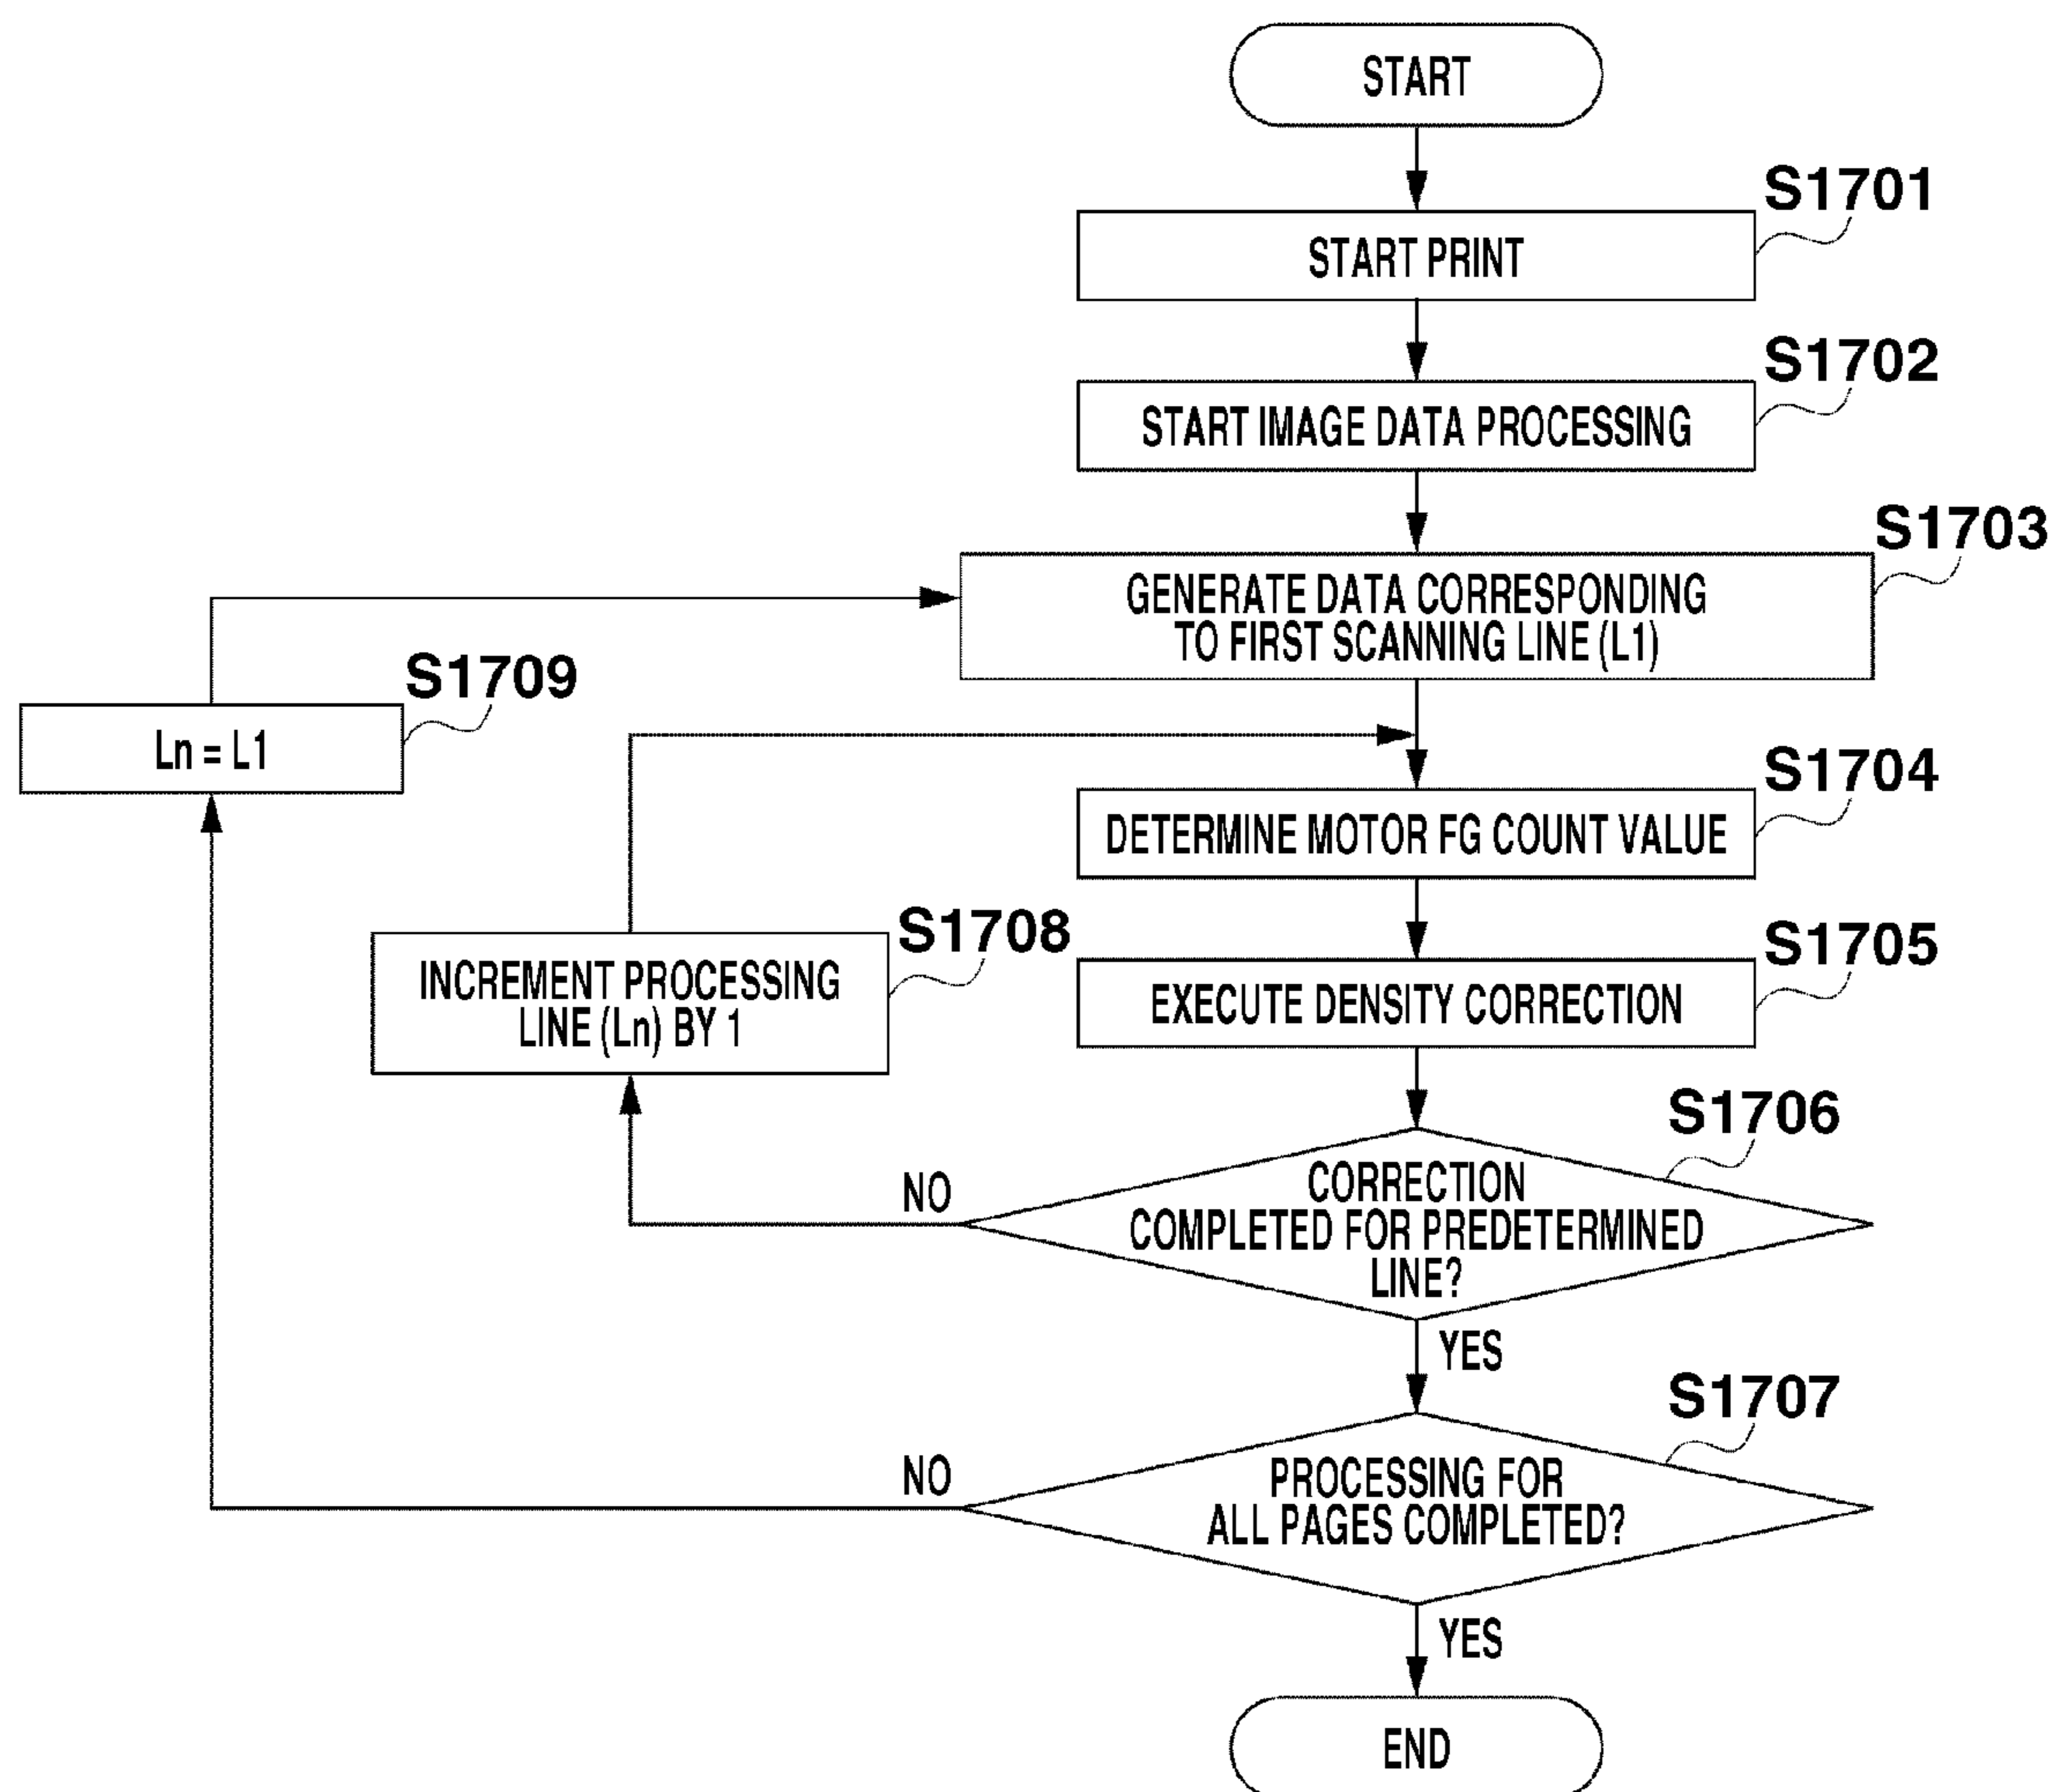 START
S1701
START PRINT
S1702
START IMAGE DATA PROCESSING
S1703
GENERATE DATA CORRESPONDING
TO FIRST SCANNING LINE (L1)
S1709
Ln = L1
S1704
DETERMINE MOTOR FG COUNT VALUE
S1708
INCREMENT PROCESSING
LINE (Ln) BY 1
S1705
EXECUTE DENSITY CORRECTION
S1706
CORRECTION
COMPLETED FOR PREDETERMINED
LINE?
NO
YES
S1707
PROCESSING FOR
ALL PAGES COMPLETED?
NO
YES
END